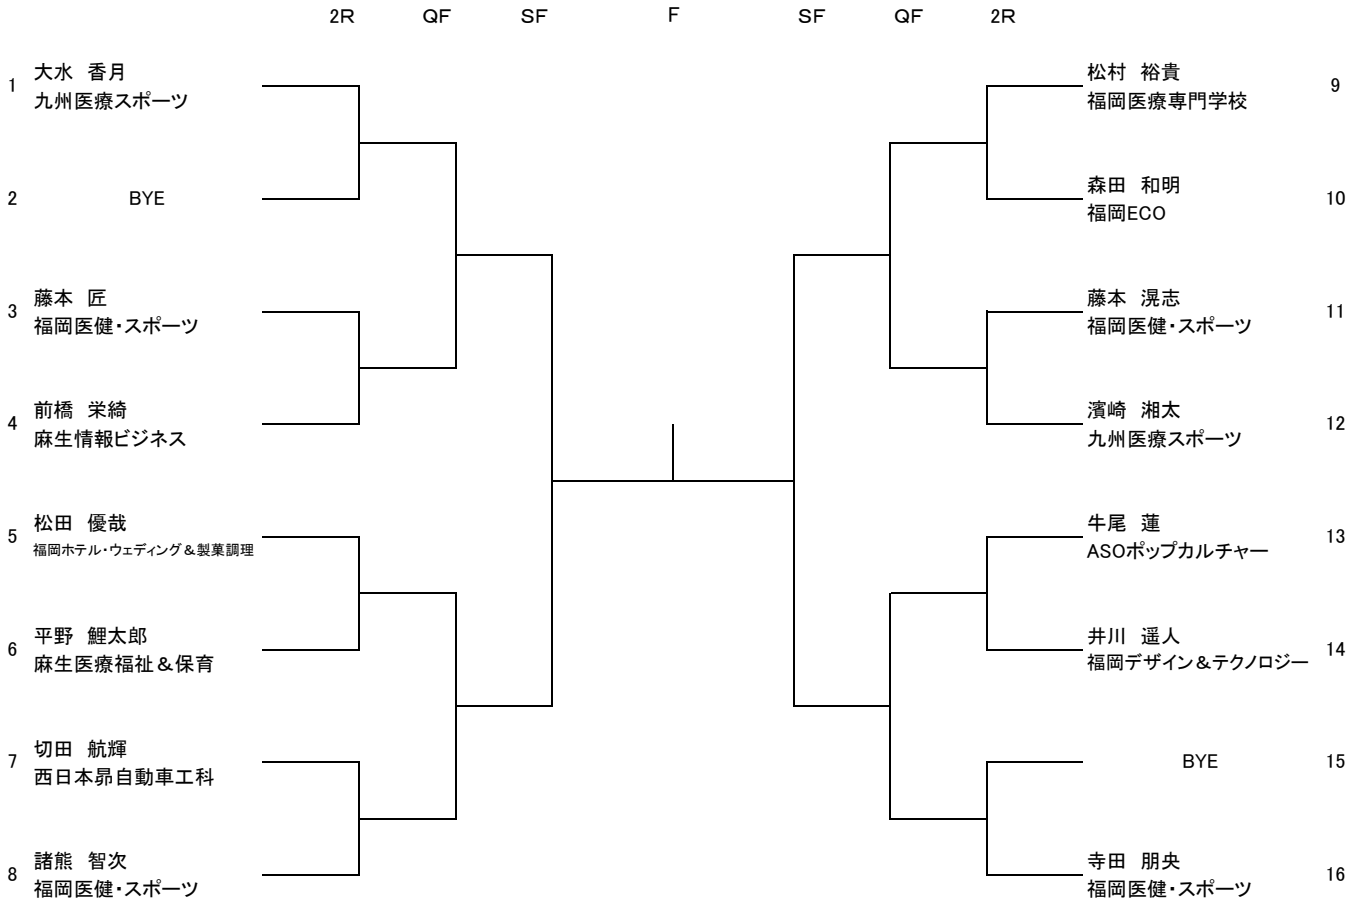 2R QF SF F SF QF 2R
1
大水　香月
九州医療スポーツ
2
BYE
3
藤本　匠
福岡医健・スポーツ
4
前橋　栄綺
麻生情報ビジネス
5
松田　優哉
福岡ホテル・ウェディング＆製菓調理
6
平野　鯉太郎
麻生医療福祉＆保育
7
切田　航輝
西日本昴自動車工科
8
諸熊　智次
福岡医健・スポーツ
松村　裕貴
福岡医療専門学校
9
森田　和明
福岡ECO
10
藤本　滉志
福岡医健・スポーツ
11
濱崎　湘太
九州医療スポーツ
12
牛尾　蓮
ASOポップカルチャー
13
井川　遥人
福岡デザイン＆テクノロジー
14
BYE
15
寺田　朋央
福岡医健・スポーツ
16